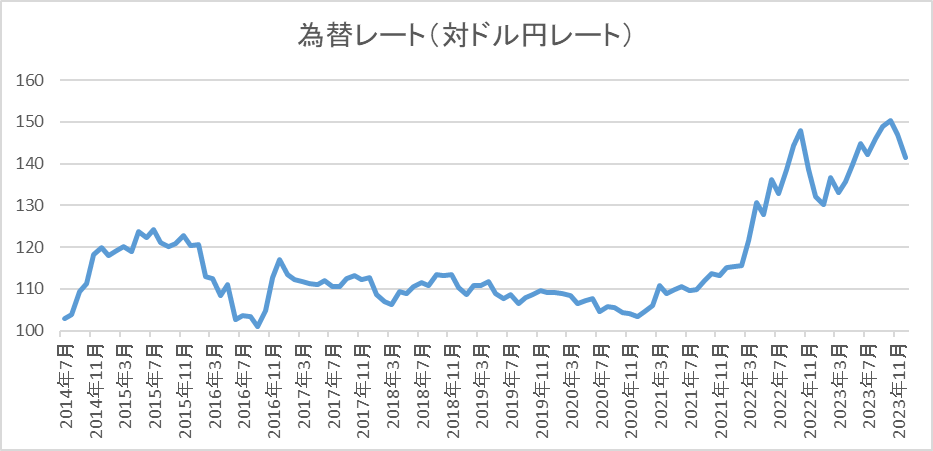 為替レート(対ドル円レート)
160
150
140
130
120
110
100
2014年7月
2014年11月
2015年3月
2015年7月
2015年11月
2016年3月
2016年7月
2016年11月
2017年3月
2017年7月
2017年11月
2018年3月
2018年7月
2018年11月
2019年3月
2019年7月
2019年11月
2020年3月
2020年7月
2020年11月
2021年3月
2021年7月
2021年11月
2022年3月
2022年7月
2022年11月
2023年3月
2023年7月
2023年11月